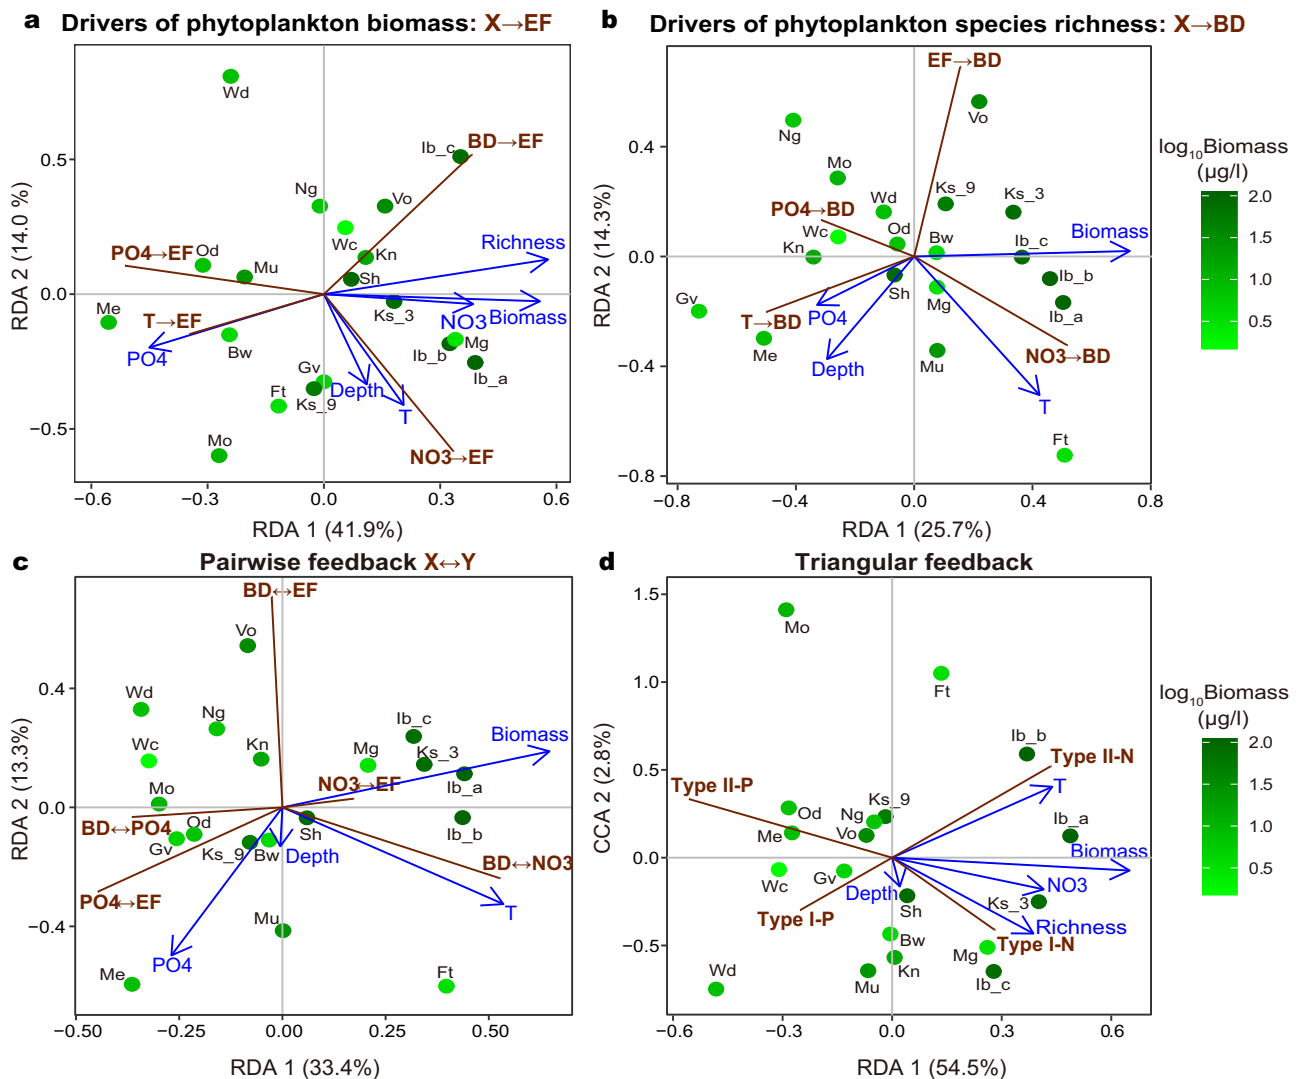 a Drivers of phytoplankton biomass: X→EF
Wd
BD→EF
Ib_c
Ng
Vo
Wc
Kn
Richness
PO4→EF
Od
Mu
Sh
Me
T→EF
Ks_3
NO3
Biomass
PO4
Bw
Ib_b
Mg
Ib_a
Gv
Depth
Ft
Ks_9
T
Mo
NO3→EF
0.5
0.0
−0.5
−0.6
−0.3
0.0
0.3
0.6
RDA 2 (14.0 %)
RDA 1 (41.9%)
b Drivers of phytoplankton species richness: X→BD
EF→BD
Vo
Ng
Mo
Wd
Ks_9
Ks_3
PO4→BD
Wc
Od
Bw
Biomass
Kn
Ib_c
Ib_b
Sh
Mg
Ib_a
Gv
T→BD
PO4
Me
Depth
Mu
NO3→BD
T
Ft
0.4
0.0
−0.4
−0.8
−0.8
−0.4
0.0
0.4
0.8
RDA 2 (14.3%)
RDA 1 (25.7%)
log10Biomass
(µg/l)
2.0
1.5
1.0
0.5
c Pairwise feedback X↔Y
BD↔EF
Vo
Wd
Ng
Ib_c
Wc
Kn
Mg
Ks_3
Biomass
NO3↔EF
Ib_a
Mo
BD↔PO4
Od
Gv
Ks_9
Bw
Depth
Sh
Ib_b
BD↔NO3
PO4↔EF
T
Mu
PO4
Me
Ft
0.4
0.0
−0.4
−0.50
−0.25
0.00
0.25
0.50
RDA 2 (13.3%)
RDA 1 (33.4%)
d Triangular feedback
Mo
Ft
Ib_b
Type II-N
Type II-P
T
Ks_9
Od
Ng
Me
Vo
Ib_a
Biomass
Wc
Gv
Depth
NO3
Sh
Ks_3
Type I-P
Richness
Bw
Type I-N
Mg
Kn
Wd
Mu
Ib_c
1.5
1.0
0.5
0.0
−0.5
−0.6
−0.3
0.0
0.3
0.6
CCA 2 (2.8%)
RDA 1 (54.5%)
log10Biomass
(µg/l)
2.0
1.5
1.0
0.5